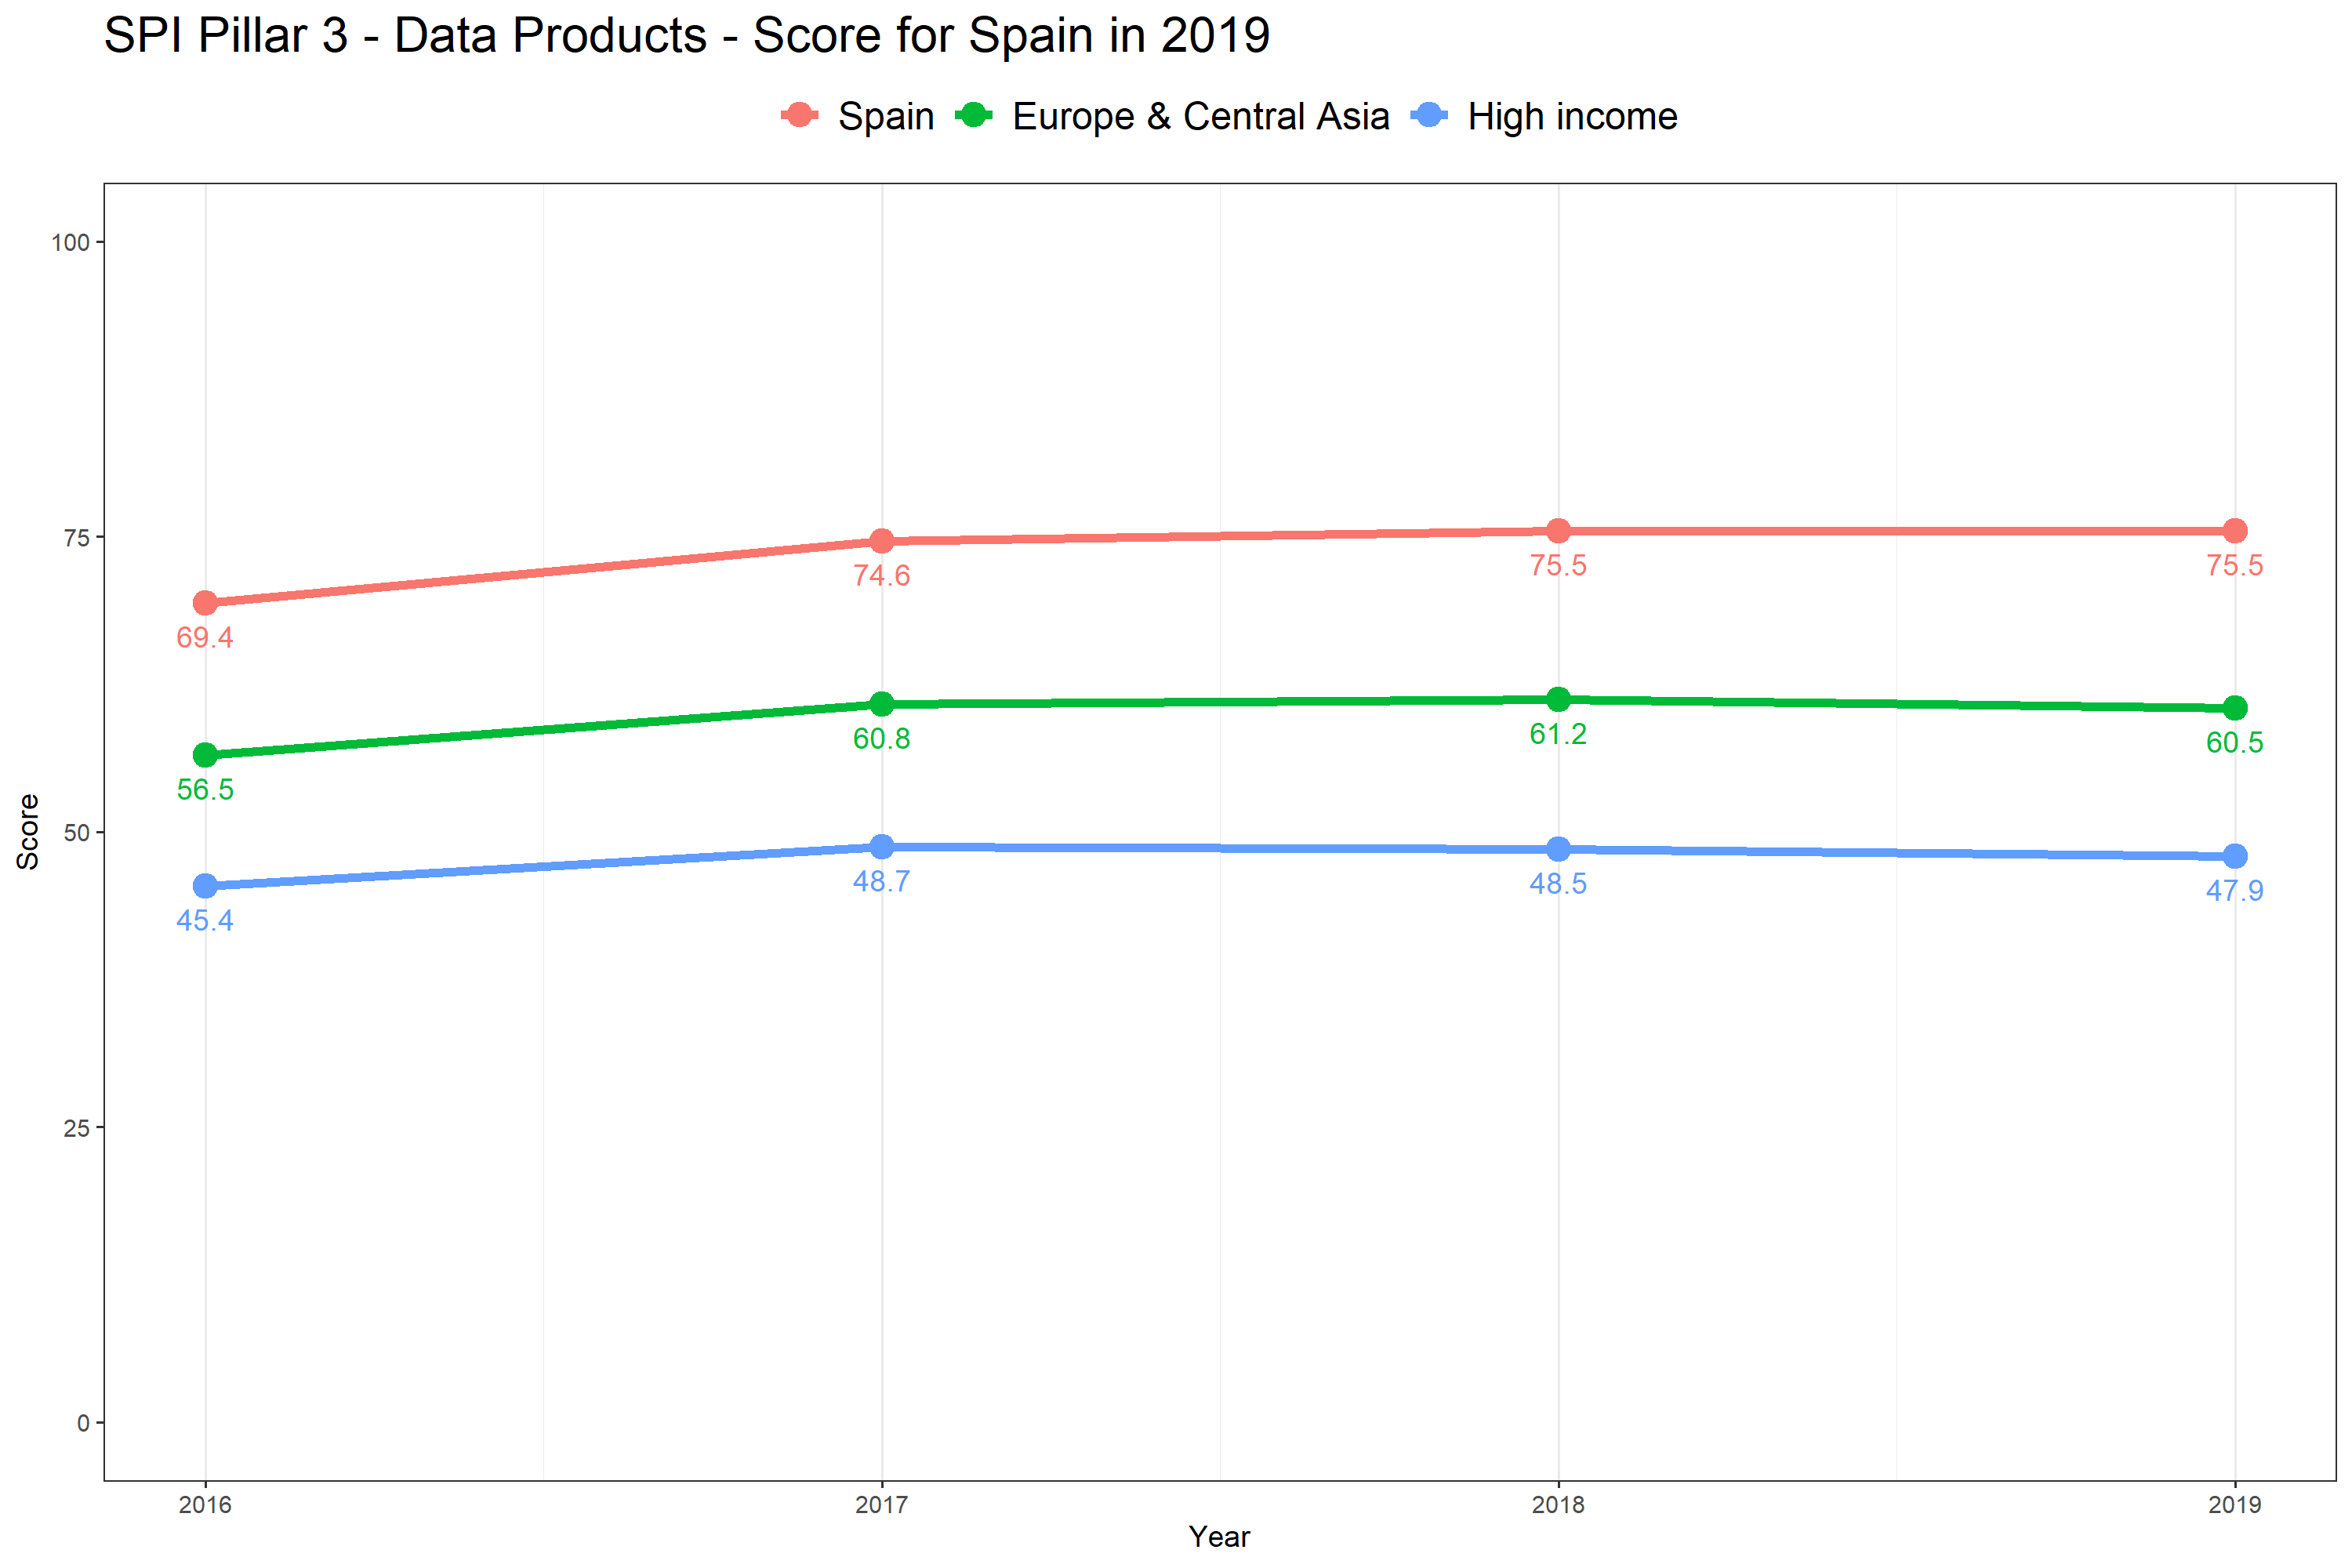 SPI Pillar 3 - Data Products - Score for Spain in 2019
Spain Europe & Central Asia High income
100
75
50
25
0
Score
69.4 74.6 75.5 75.5
56.5 60.8 61.2 60.5
45.4 48.7 48.5 47.9
2016 2017 2018 2019
Year